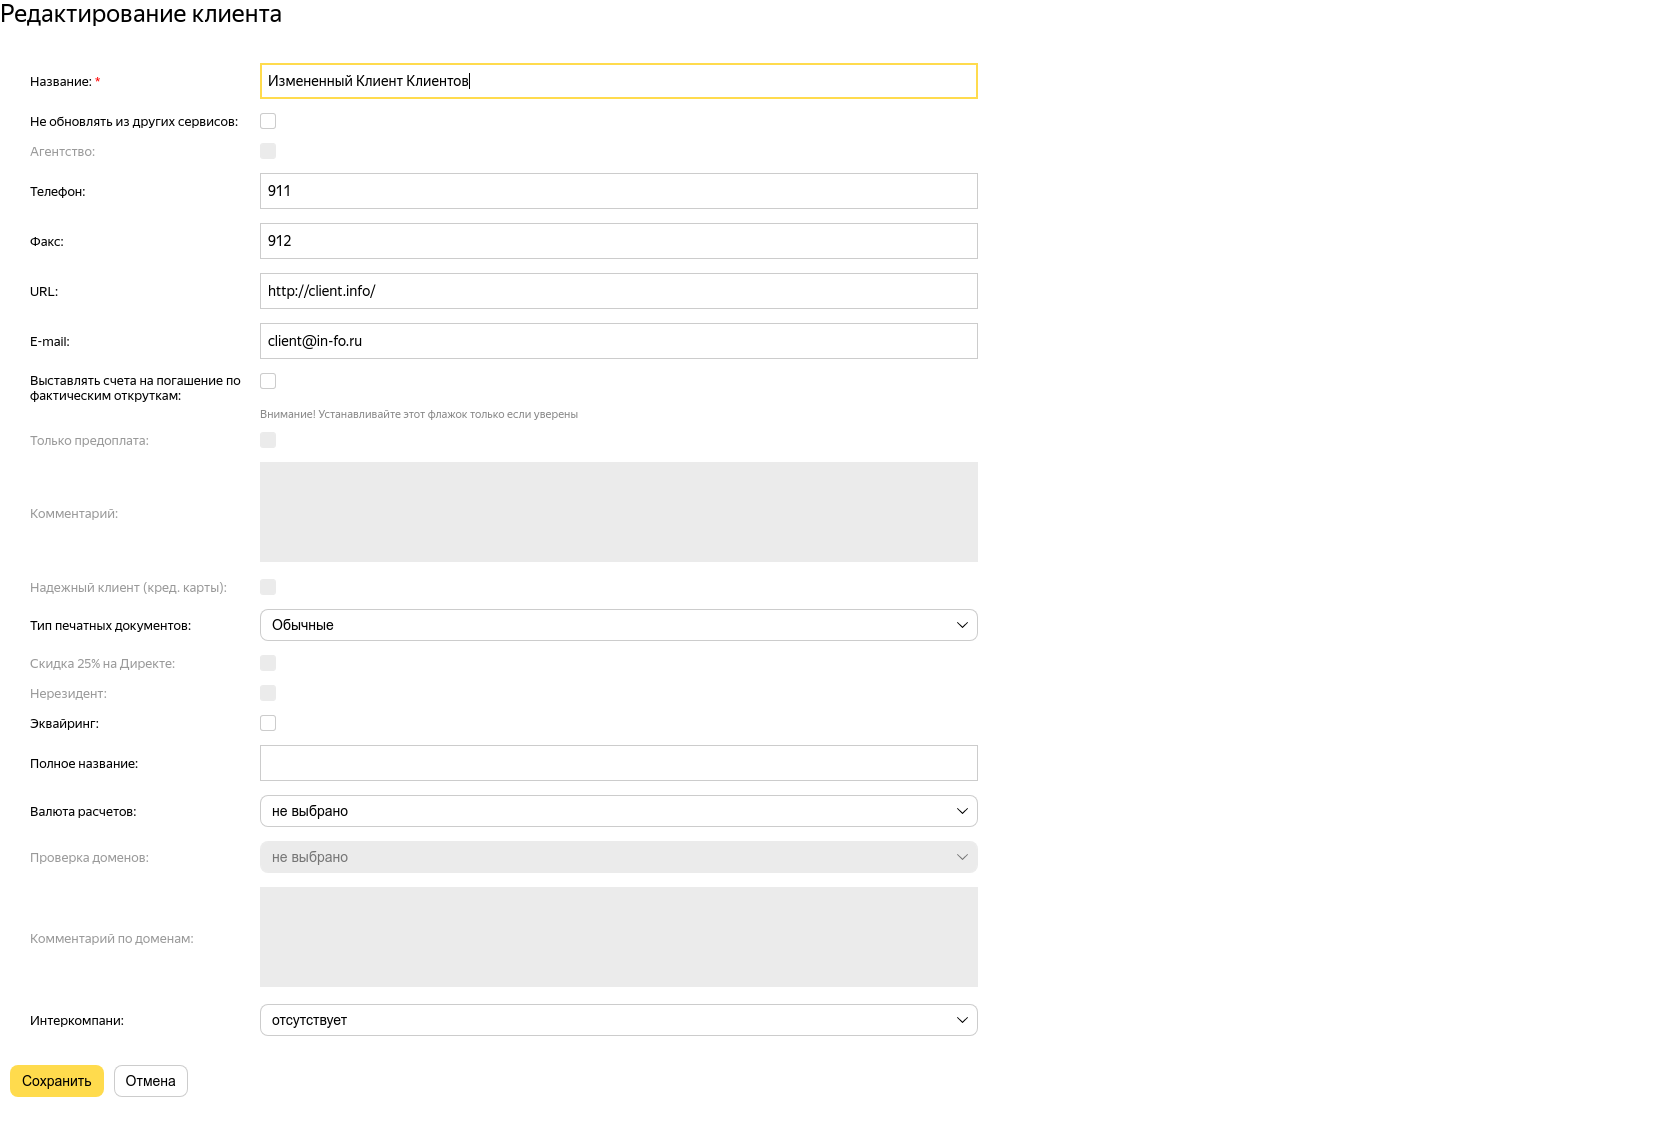 Редактирование клиента
Название: * Измененный Клиент Клиентов
Не обновлять из других сервисов:
Агентство:
Телефон: 911
Факс: 912
URL: http://client.info/
E-mail: client@in-fo.ru
Выставлять счета на погашение по
фактическим откруткам:
Внимание! Устанавливайте этот флажок только если уверены
Только предоплата:
Комментарий:
Надежный клиент (кред. карты):
Тип печатных документов: Обычные
Скидка 25% на Директе:
Нерезидент:
Эквайринг:
Полное название:
Валюта расчетов: не выбрано
Проверка доменов: не выбрано
Комментарий по доменам:
Интеркомпани: отсутствует
Сохранить Отмена